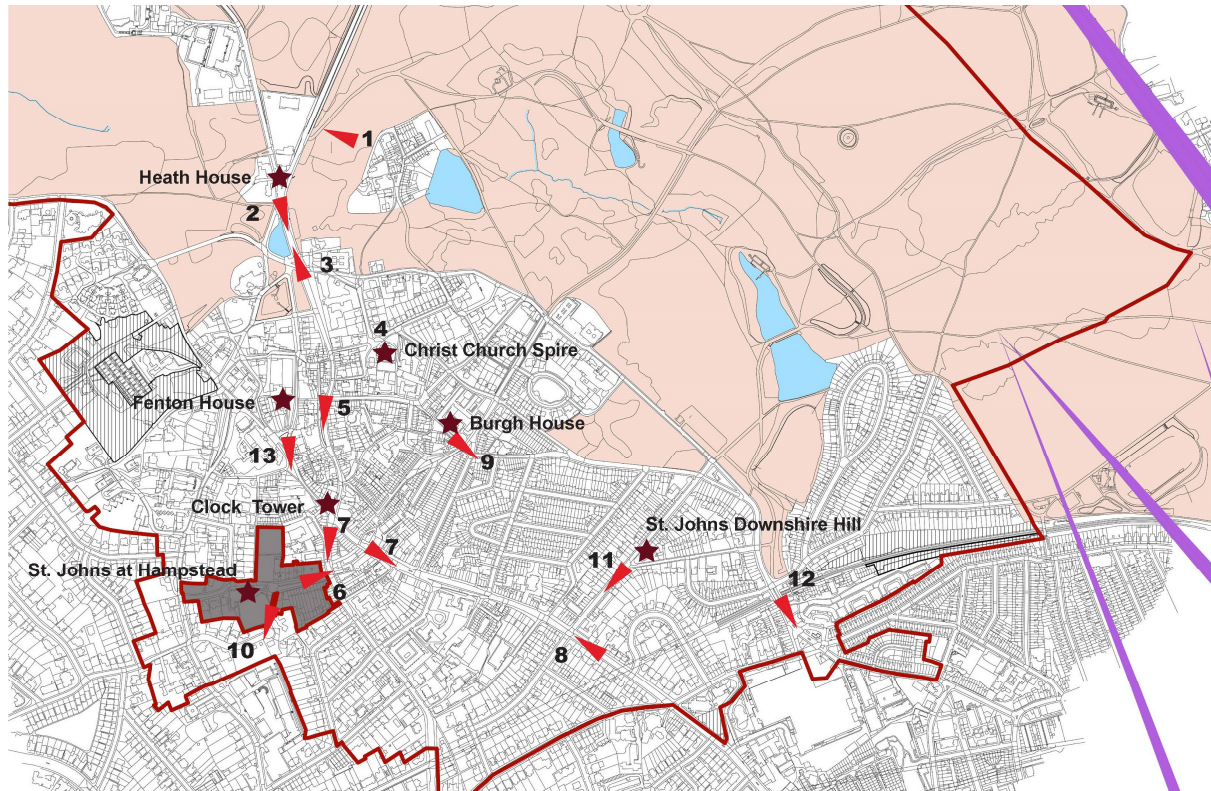 1
Heath House
2
3
4
Christ Church Spire
Fenton House
5
Burgh House
13
9
Clock Tower
7
St. Johns Downshire Hill
7
11
St. Johns at Hampstead
12
6
10
8